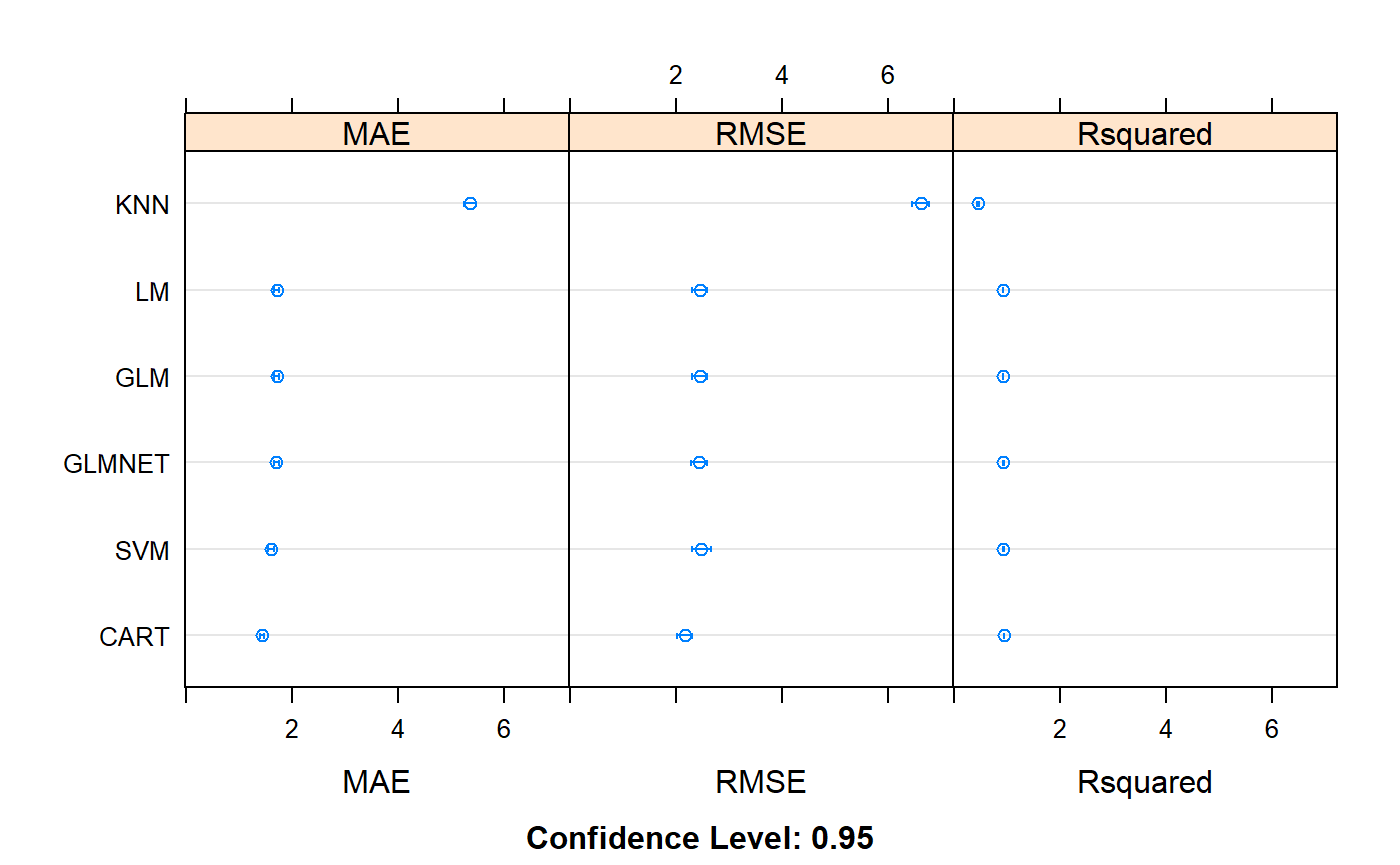 2 4 6
MAE RMSE Rsquared
KNN
LM
GLM
GLMNET
SVM
CART
2 4 6 2 4 6
MAE RMSE Rsquared
Confidence Level: 0.95